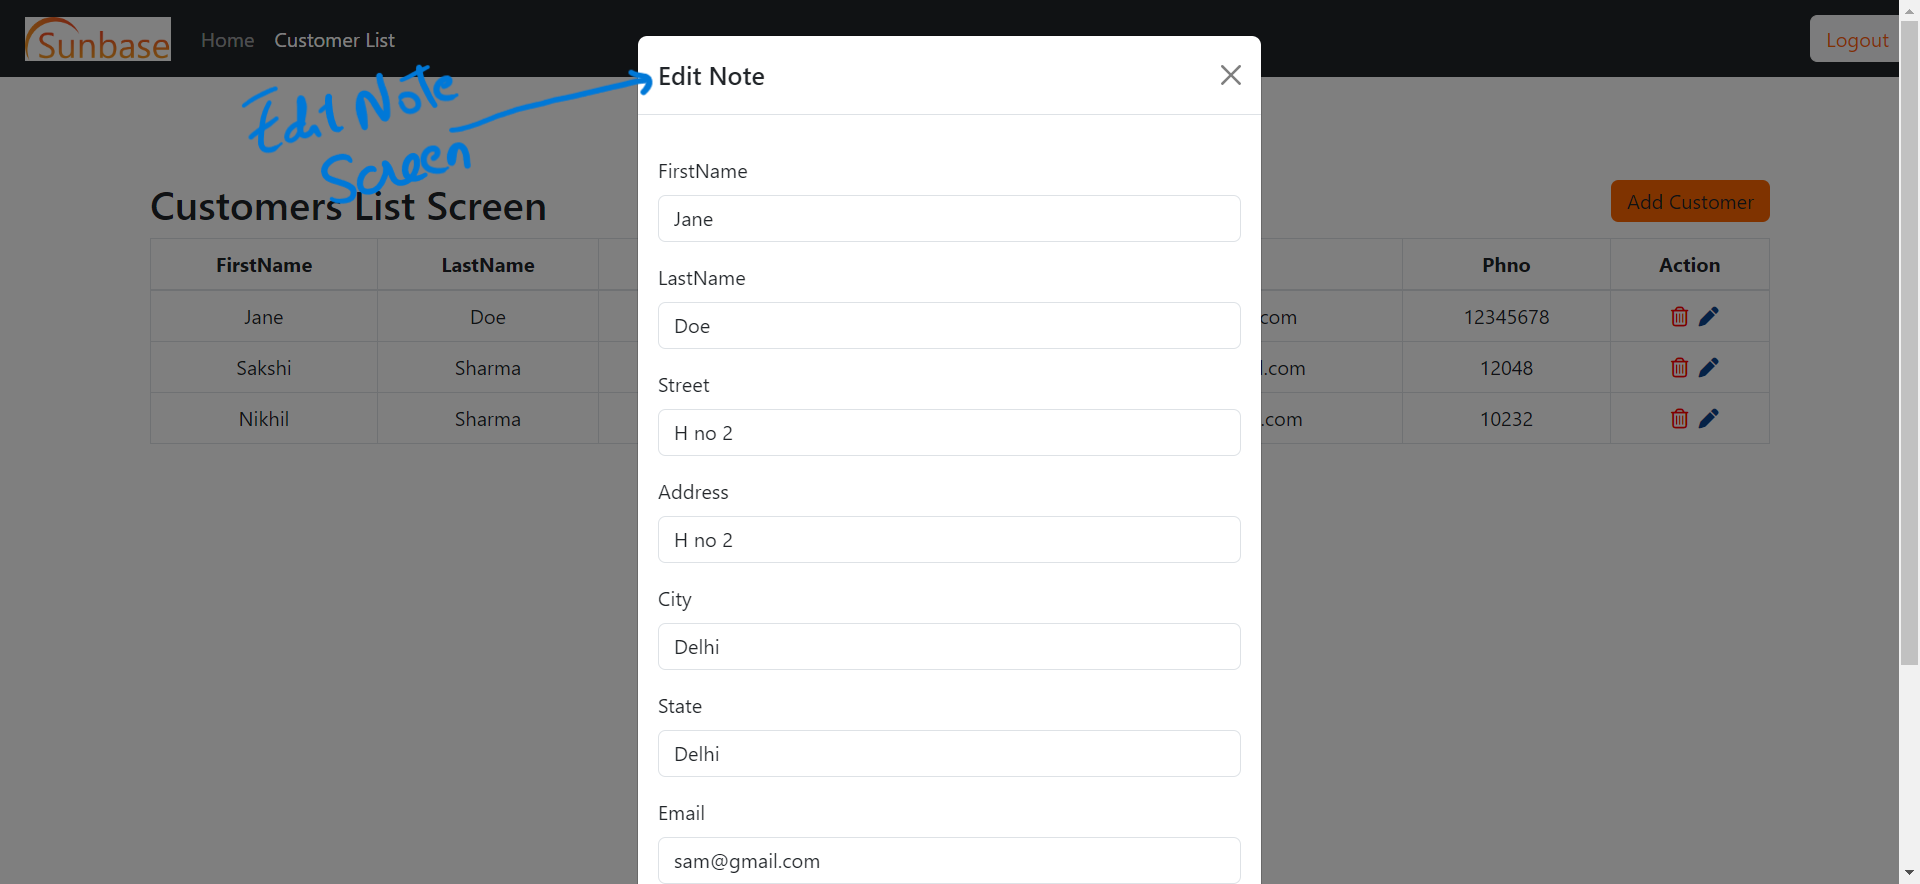 Sunbase Home Customer List Logout
Edit Note
Edit Note
Screen
Customers List Screen Add Customer
FirstName LastName Phno Action
Jane Doe com 12345678
Sakshi Sharma .com 12048
Nikhil Sharma .com 10232
FirstName
Jane
LastName
Doe
Street
H no 2
Address
H no 2
City
Delhi
State
Delhi
Email
sam@gmail.com